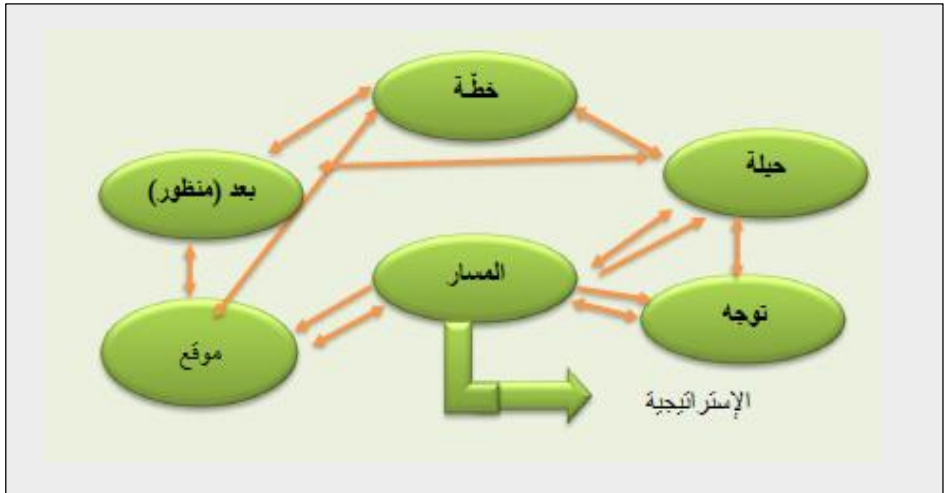 خطّة
حيلة
بعد (منظور)
المسار
توجه
موقع
الإستراتيجية